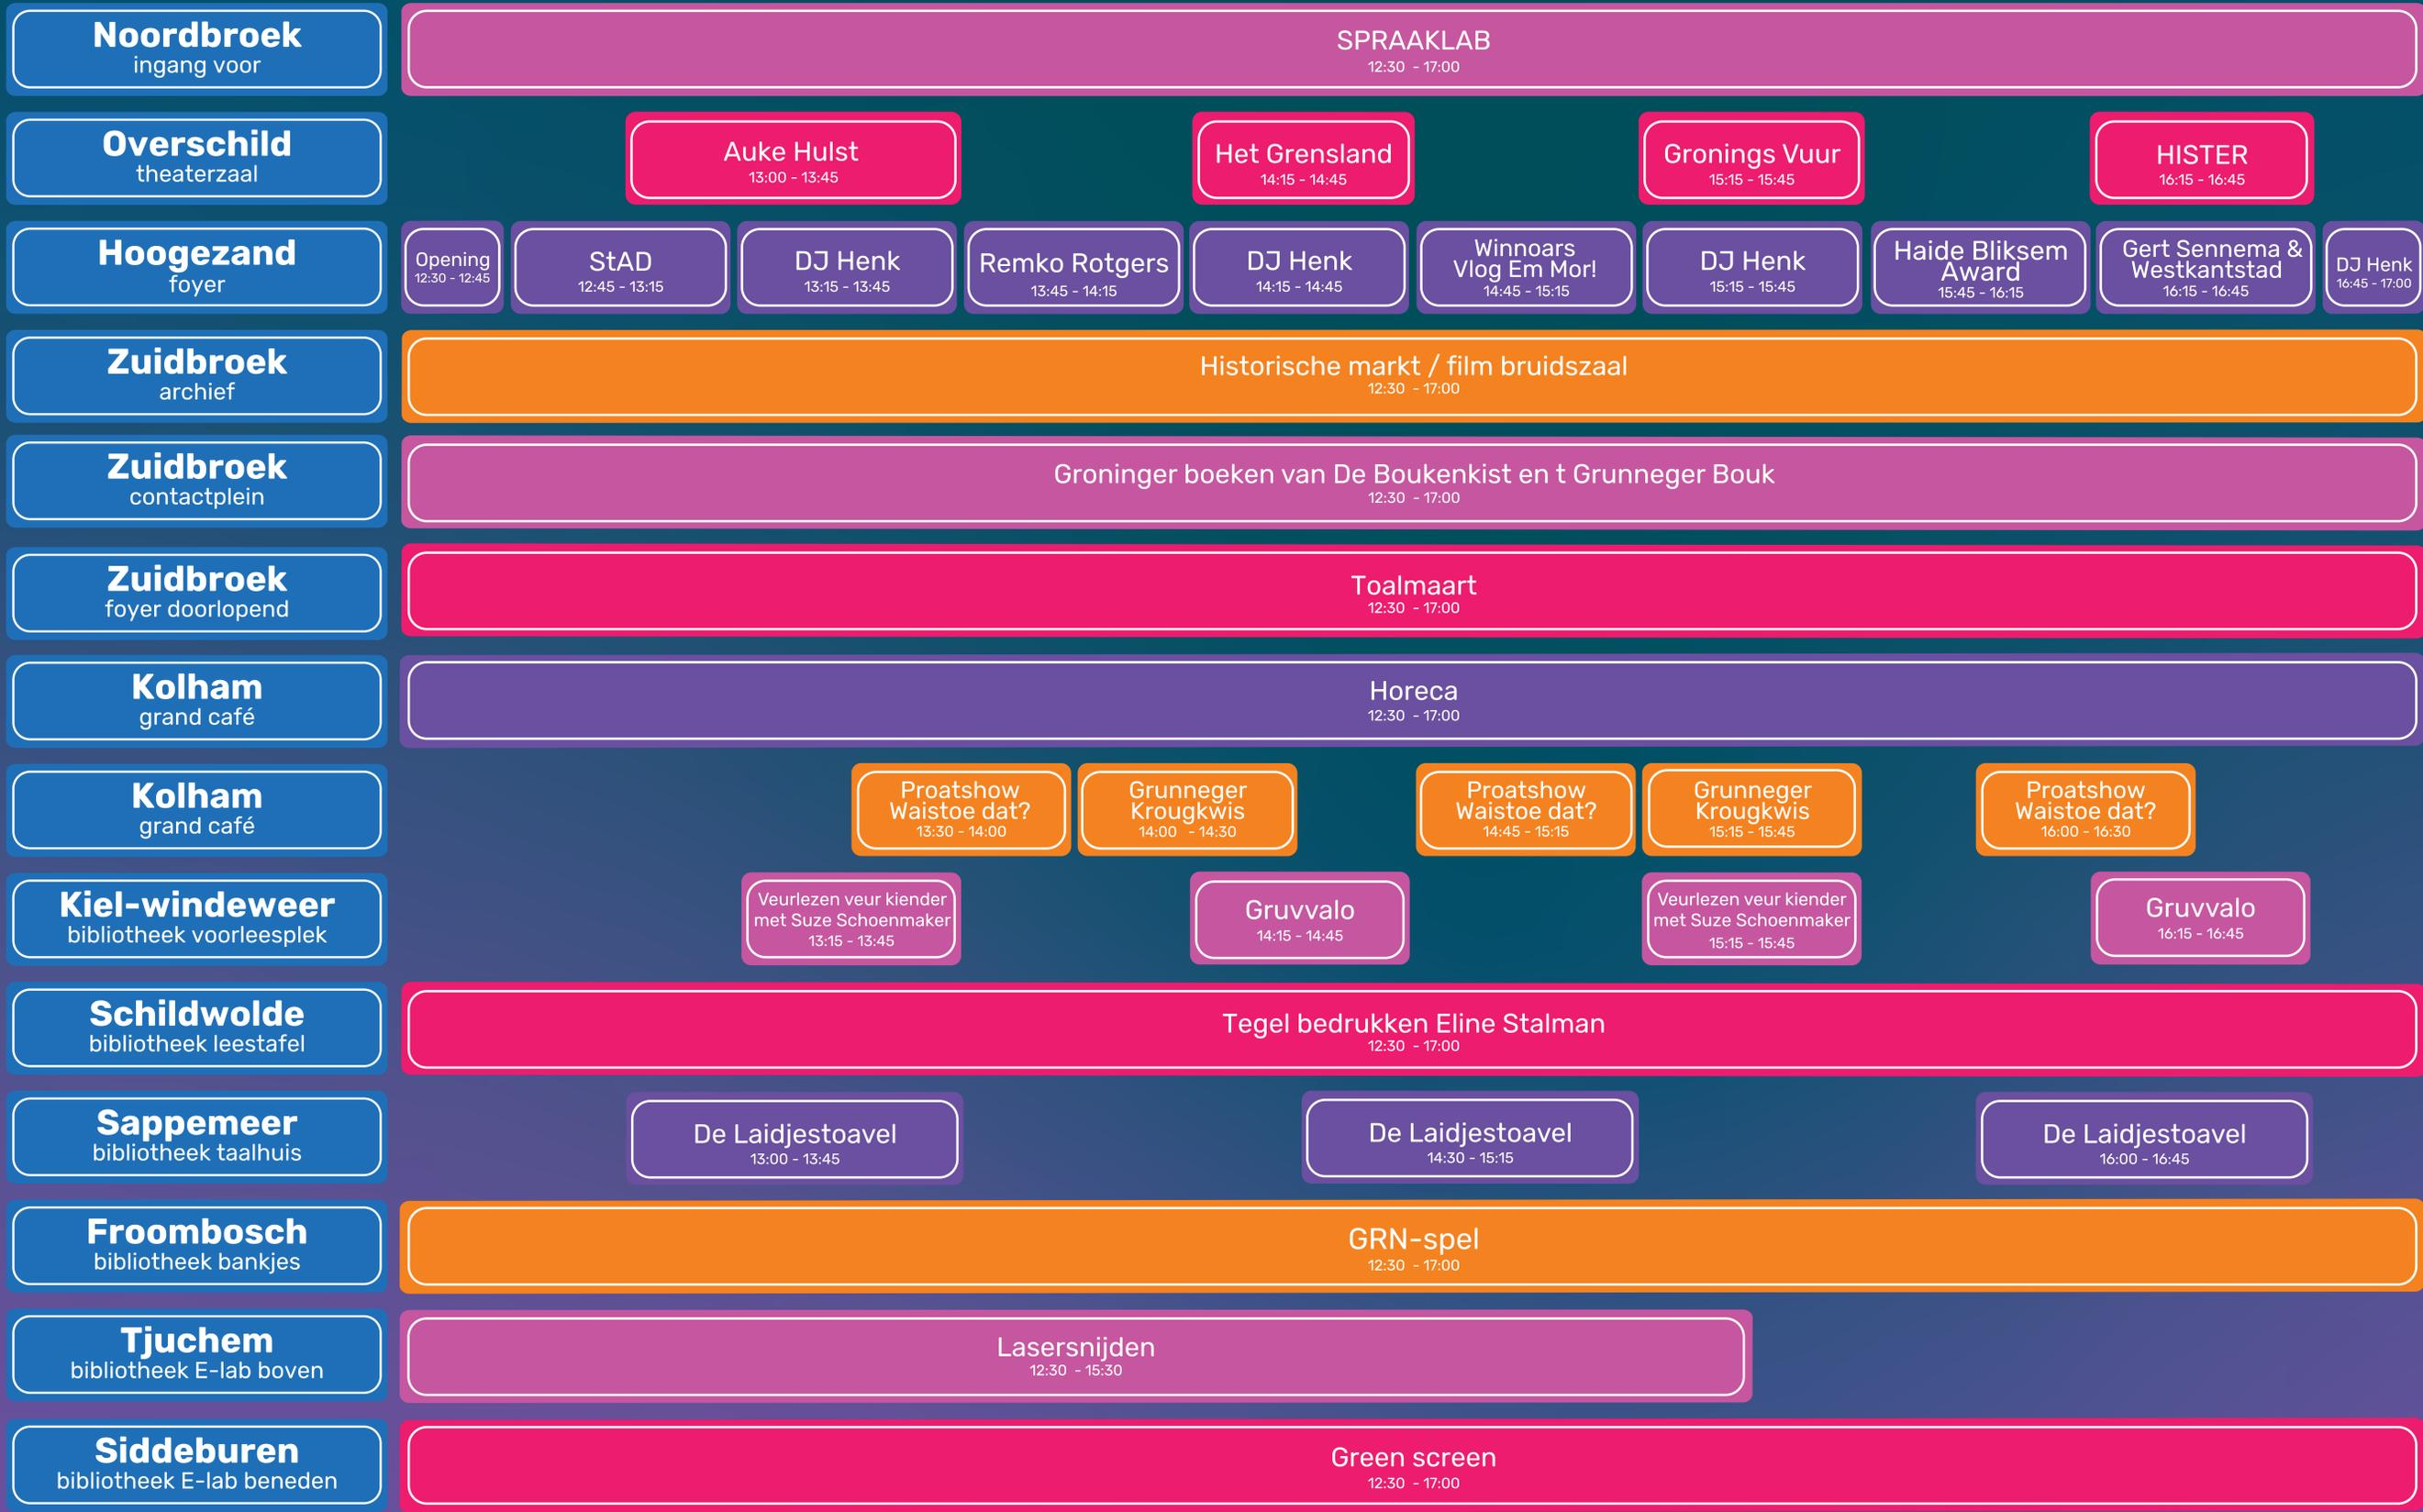 Noordbroek
ingang voor
SPRAAKLAB
12:30 - 17:00
Overschild
theaterzaal
Auke Hulst
13:00 - 13:45
Het Grensland
14:15 - 14:45
Gronings Vuur
15:15 - 15:45
HISTER
16:15 - 16:45
Hoogezand
foyer
Opening
12:30 - 12:45
StAD
12:45 - 13:15
DJ Henk
13:15 - 13:45
Remko Rotgers
13:45 - 14:15
DJ Henk
14:15 - 14:45
Winnoars
Vlog Em Mor!
14:45 - 15:15
DJ Henk
15:15 - 15:45
Haide Bliksem
Award
15:45 - 16:15
Gert Sennema &
Westkantstad
16:15 - 16:45
DJ Henk
16:45 - 17:00
Zuidbroek
archief
Historische markt / film bruidszaal
12:30 - 17:00
Zuidbroek
contactplein
Groninger boeken van De Boukenkist en t Grunneger Bouk
12:30 - 17:00
Zuidbroek
foyer doorlopend
Toalmaart
12:30 - 17:00
Kolham
grand café
Horeca
12:30 - 17:00
Kolham
grand café
Proatshow
Waistoe dat?
13:30 - 14:00
Grunneger
Krougkwis
14:00 - 14:30
Proatshow
Waistoe dat?
14:45 - 15:15
Grunneger
Krougkwis
15:15 - 15:45
Proatshow
Waistoe dat?
16:00 - 16:30
Kiel-windeweer
bibliotheek voorleesplek
Veurlezen veur kiender
met Suze Schoenmaker
13:15 - 13:45
Gruvvalo
14:15 - 14:45
Veurlezen veur kiender
met Suze Schoenmaker
15:15 - 15:45
Gruvvalo
16:15 - 16:45
Schildwolde
bibliotheek leestafel
Tegel bedrukken Eline Stalman
12:30 - 17:00
Sappemeer
bibliotheek taalhuis
De Laidjestoavel
13:00 - 13:45
De Laidjestoavel
14:30 - 15:15
De Laidjestoavel
16:00 - 16:45
Froombosch
bibliotheek bankjes
GRN-spel
12:30 - 17:00
Tjuchem
bibliotheek E-lab boven
Lasersnijden
12:30 - 15:30
Siddeburen
bibliotheek E-lab beneden
Green screen
12:30 - 17:00